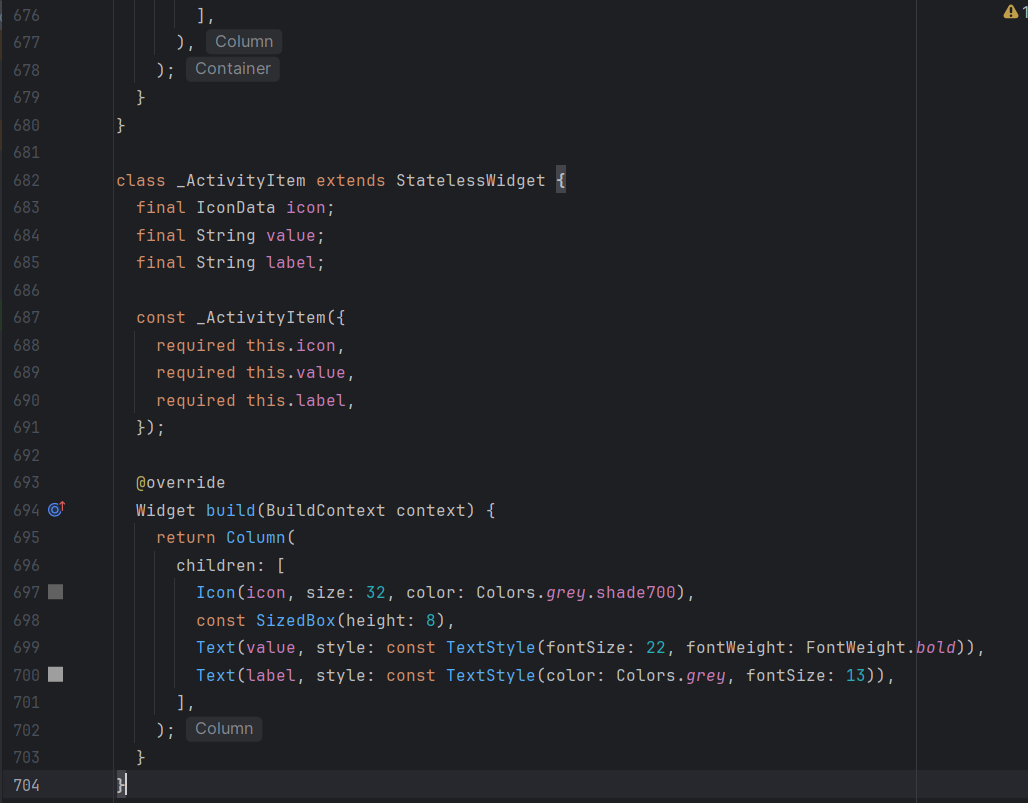 676 ],
677 ), Column
678 ); Container
679 }
680 }
681
682 class _ActivityItem extends StatelessWidget {
683 final IconData icon;
684 final String value;
685 final String label;
686
687 const _ActivityItem({
688 required this.icon,
689 required this.value,
690 required this.label,
691 });
692
693 @override
694 Widget build(BuildContext context) {
695 return Column(
696 children: [
697 Icon(icon, size: 32, color: Colors.grey.shade700),
698 const SizedBox(height: 8),
699 Text(value, style: const TextStyle(fontSize: 22, fontWeight: FontWeight.bold)),
700 Text(label, style: const TextStyle(color: Colors.grey, fontSize: 13)),
701 ],
702 ); Column
703 }
704 }